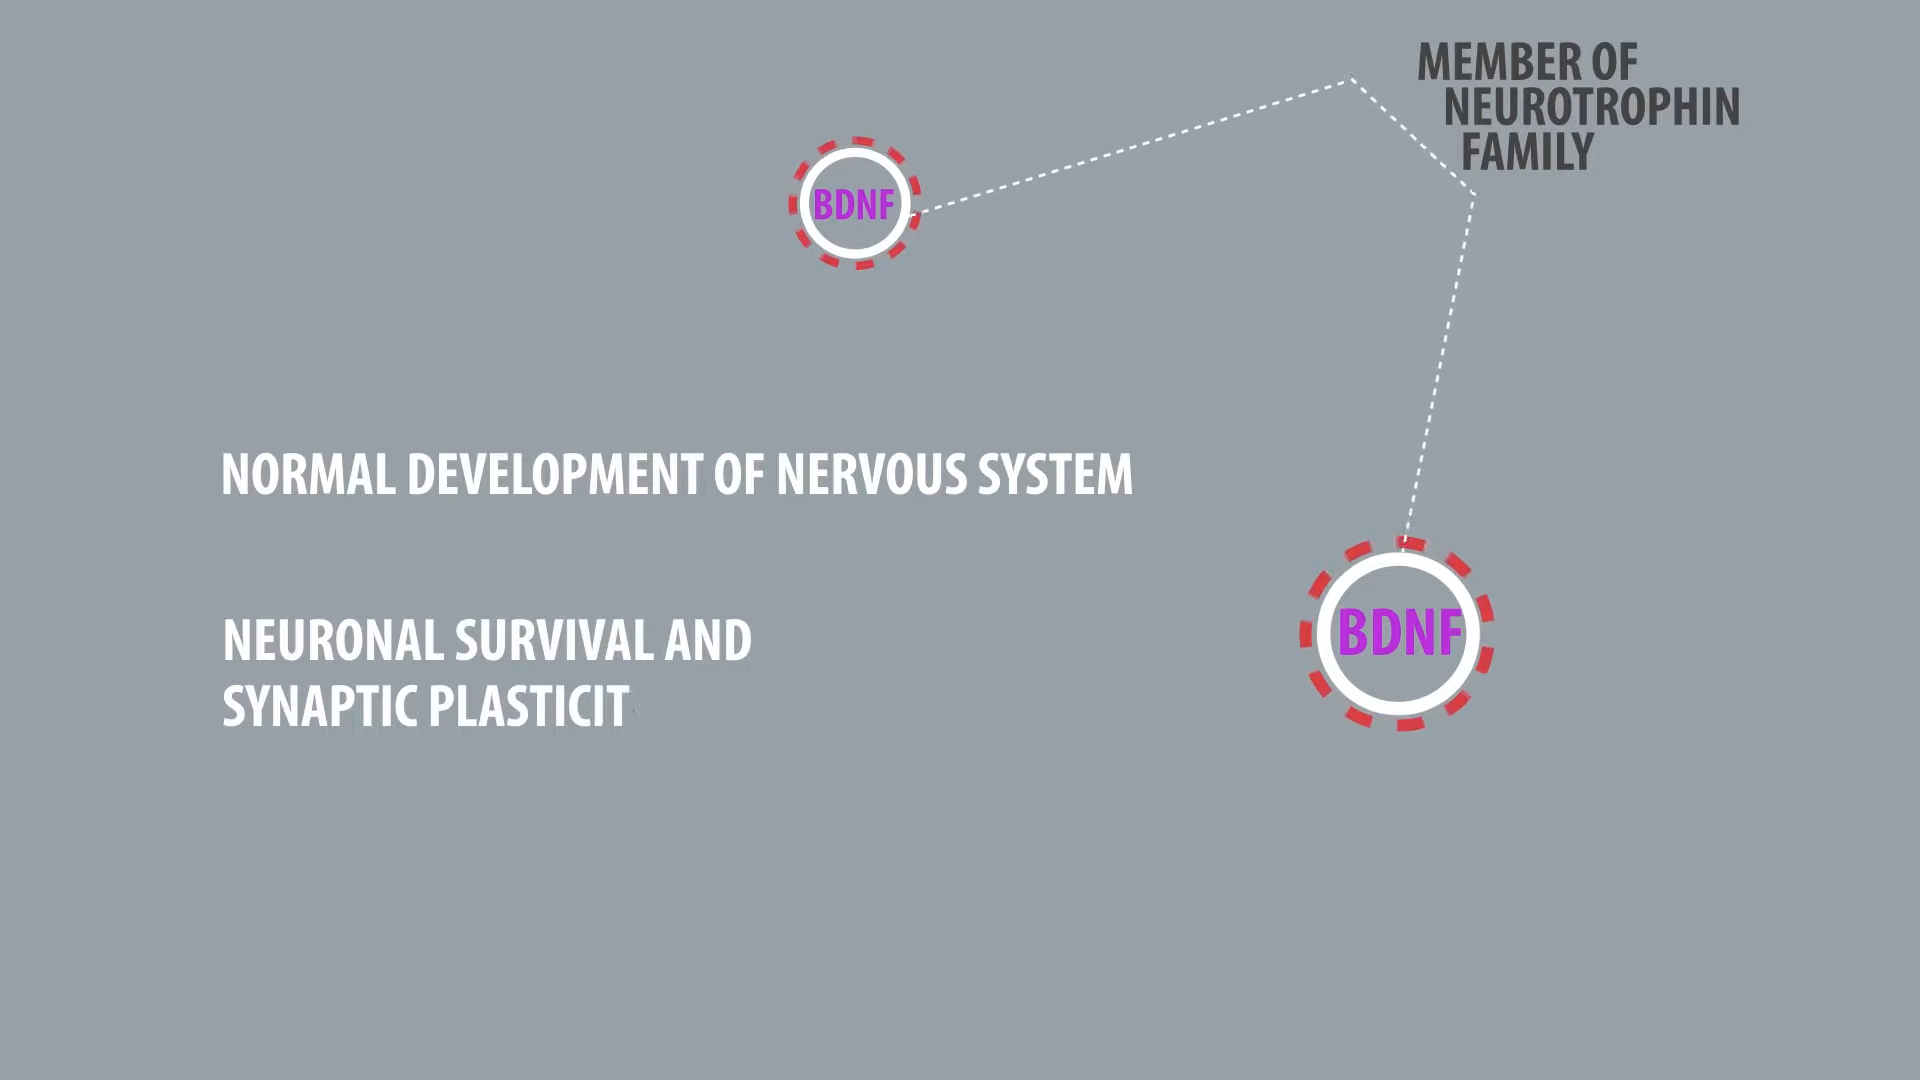 MEMBER OF
NEUROTROPHIN
FAMILY
BDNF
NORMAL DEVELOPMENT OF NERVOUS SYSTEM
NEURONAL SURVIVAL AND
SYNAPTIC PLASTICIT
BDNF